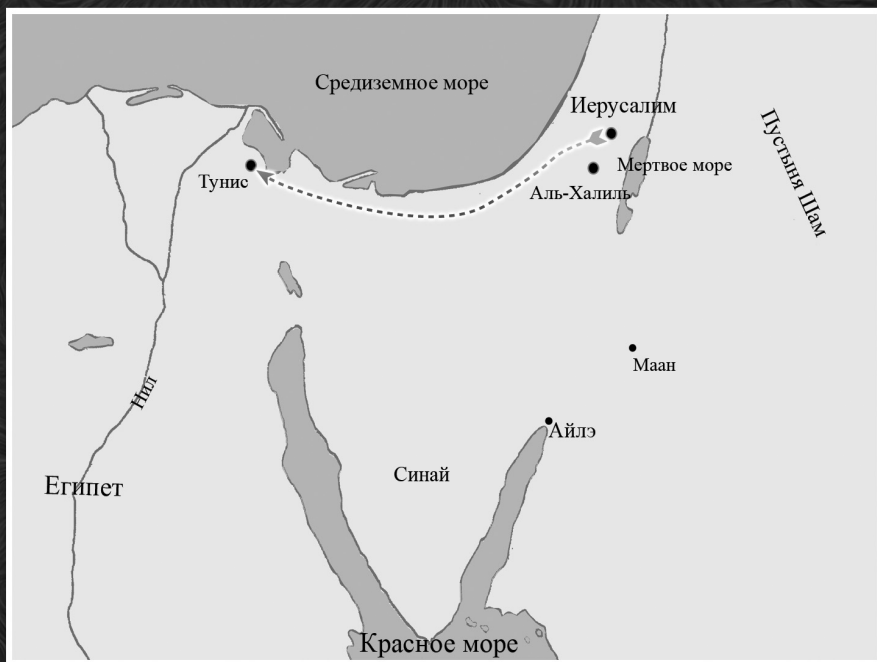 Средиземное море
Иерусалим
Пустыня Шам
Мертвое море
Тунис
Аль-Халиль
Маан
Нил
Айлэ
Синай
Египет
Красное море